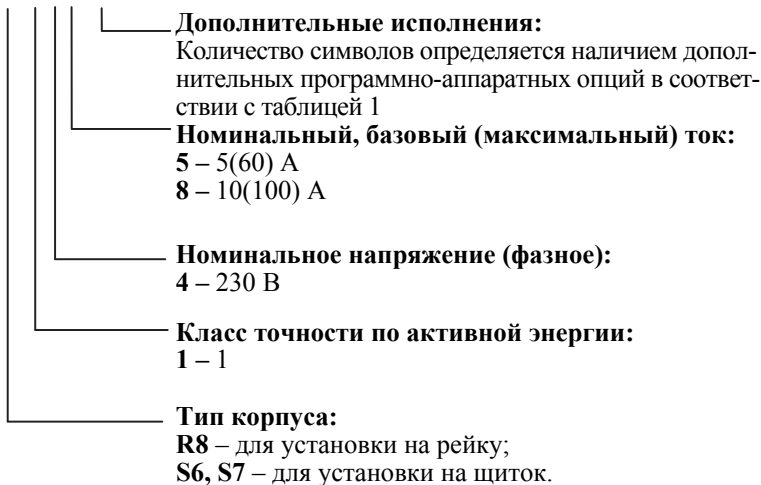 Дополнительные исполнения:
Количество символов определяется наличием допол-
нительных программно-аппаратных опций в соответ-
ствии с таблицей 1
Номинальный, базовый (максимальный) ток:
5 – 5(60) А
8 – 10(100) А
Номинальное напряжение (фазное):
4 – 230 В
Класс точности по активной энергии:
1 – 1
Тип корпуса:
R8 – для установки на рейку;
S6, S7 – для установки на щиток.